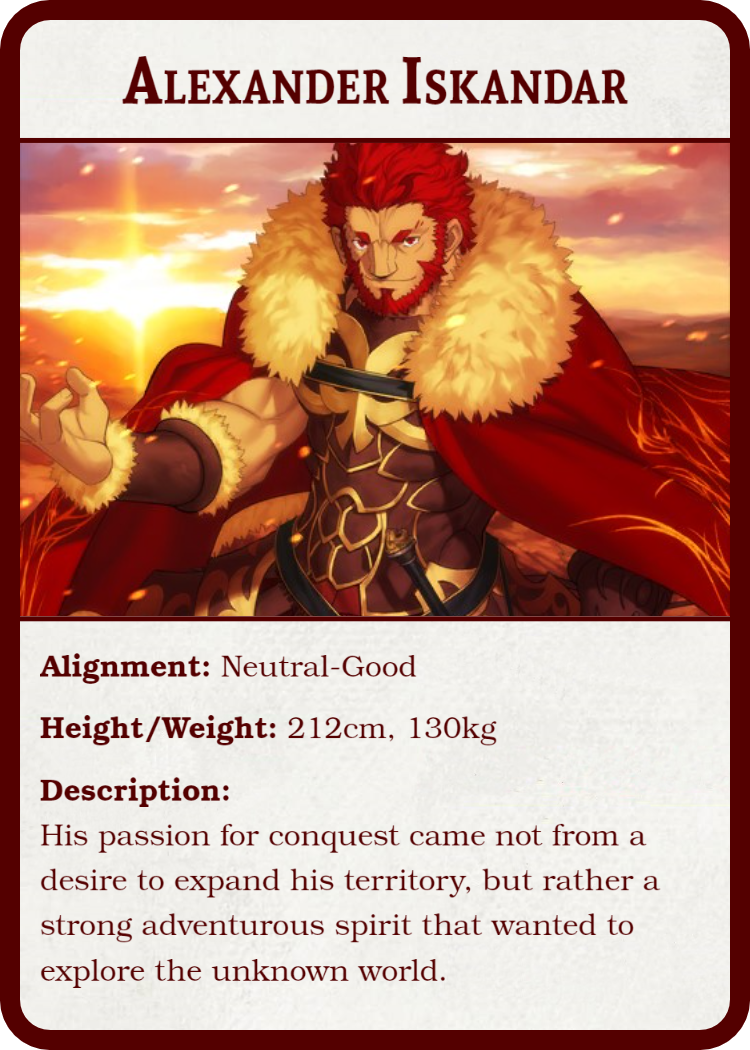 Alexander Iskandar
Alignment: Neutral-Good
Height/Weight: 212cm, 130kg
Description:
His passion for conquest came not from a
desire to expand his territory, but rather a
strong adventurous spirit that wanted to
explore the unknown world.